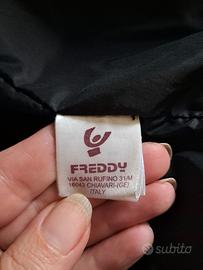 FREDDY
VIA SAN RUFINO 31/M
16043 CHIAVARI-(GE)
ITALY
subito